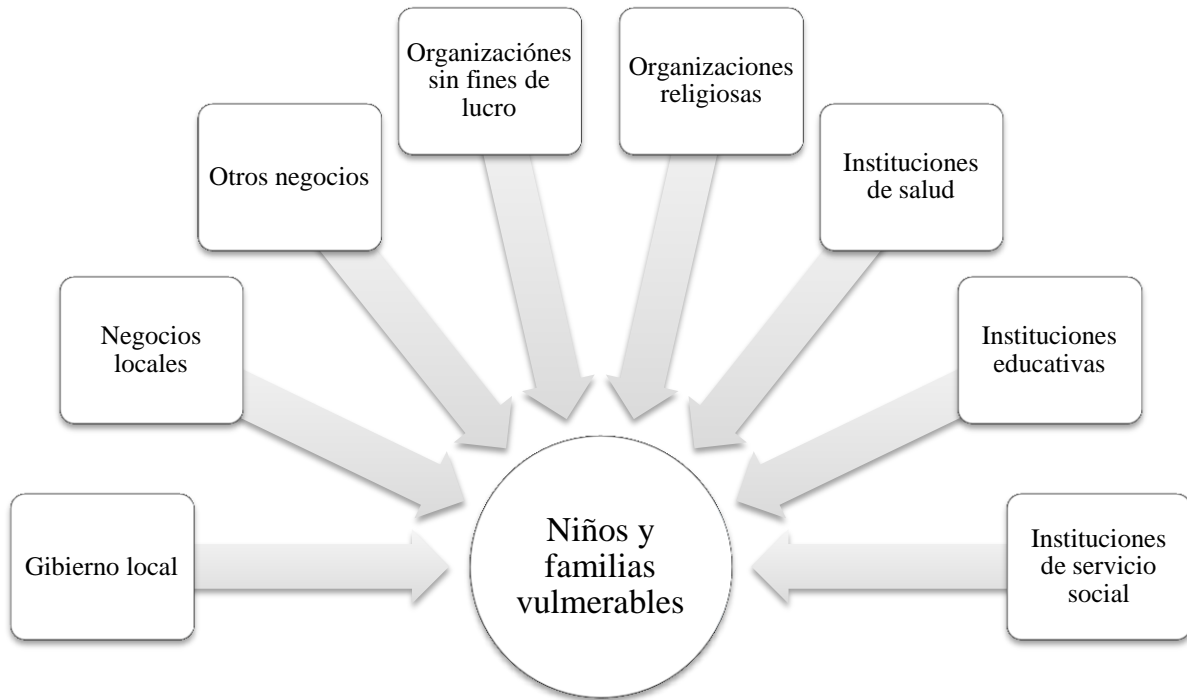 Organizaciónes
sin fines de
lucro
Organizaciones
religiosas
Otros negocios
Instituciones
de salud
Negocios
locales
Instituciones
educativas
Gibierno local
Niños y
familias
vulmerables
Instituciones
de servicio
social